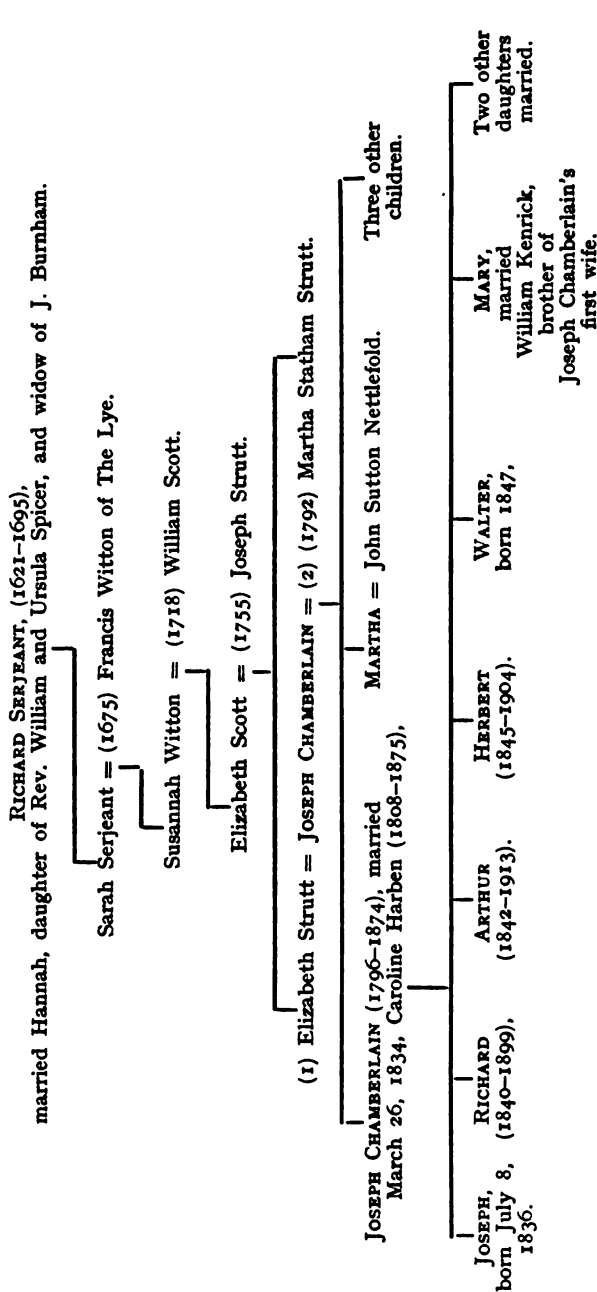 RICHARD SERJEANT, (1621–1695),
married Hannah, daughter of Rev. William and Ursula Spicer, and widow of J. Burnham.
Sarah Serjeant = (1675) Francis Witton of The Lye.
Susannah Witton = (1718) William Scott.
Elizabeth Scott = (1755) Joseph Strutt.
(1) Elizabeth Strutt = JOSEPH CHAMBERLAIN = (2) (1792) Martha Statham Strutt.
JOSEPH CHAMBERLAIN (1796–1874), married
March 26, 1834, Caroline Harben (1808–1875),
MARTHA = John Sutton Nettlefold.
Three other
children.
JOSEPH,
born July 8,
1836.
RICHARD
(1840–1899),
ARTHUR
(1842–1913).
HERBERT
(1845–1904).
WALTER,
born 1847,
MARY,
married
William Kenrick,
brother of
Joseph Chamberlain's
first wife.
Two other
daughters
married.